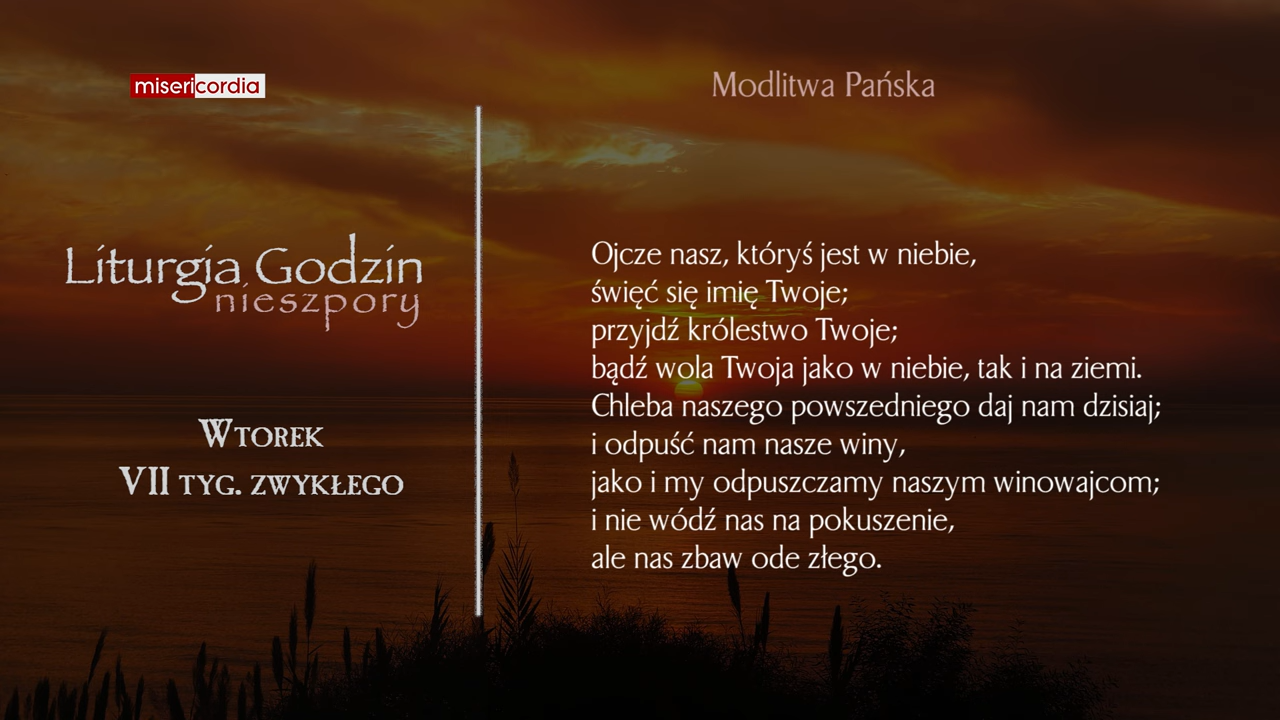 misericordia
Liturgia Godzin
nieszpory
Wtorek
VII tyg. zwykłego
Modlitwa Pańska
Ojcze nasz, któryś jest w niebie,
święć się imię Twoje;
przyjdź królestwo Twoje;
bądź wola Twoja jako w niebie, tak i na ziemi.
Chleba naszego powszedniego daj nam dzisiaj;
i odpuść nam nasze winy,
jako i my odpuszczamy naszym winowajcom;
i nie wódź nas na pokuszenie,
ale nas zbaw ode złego.